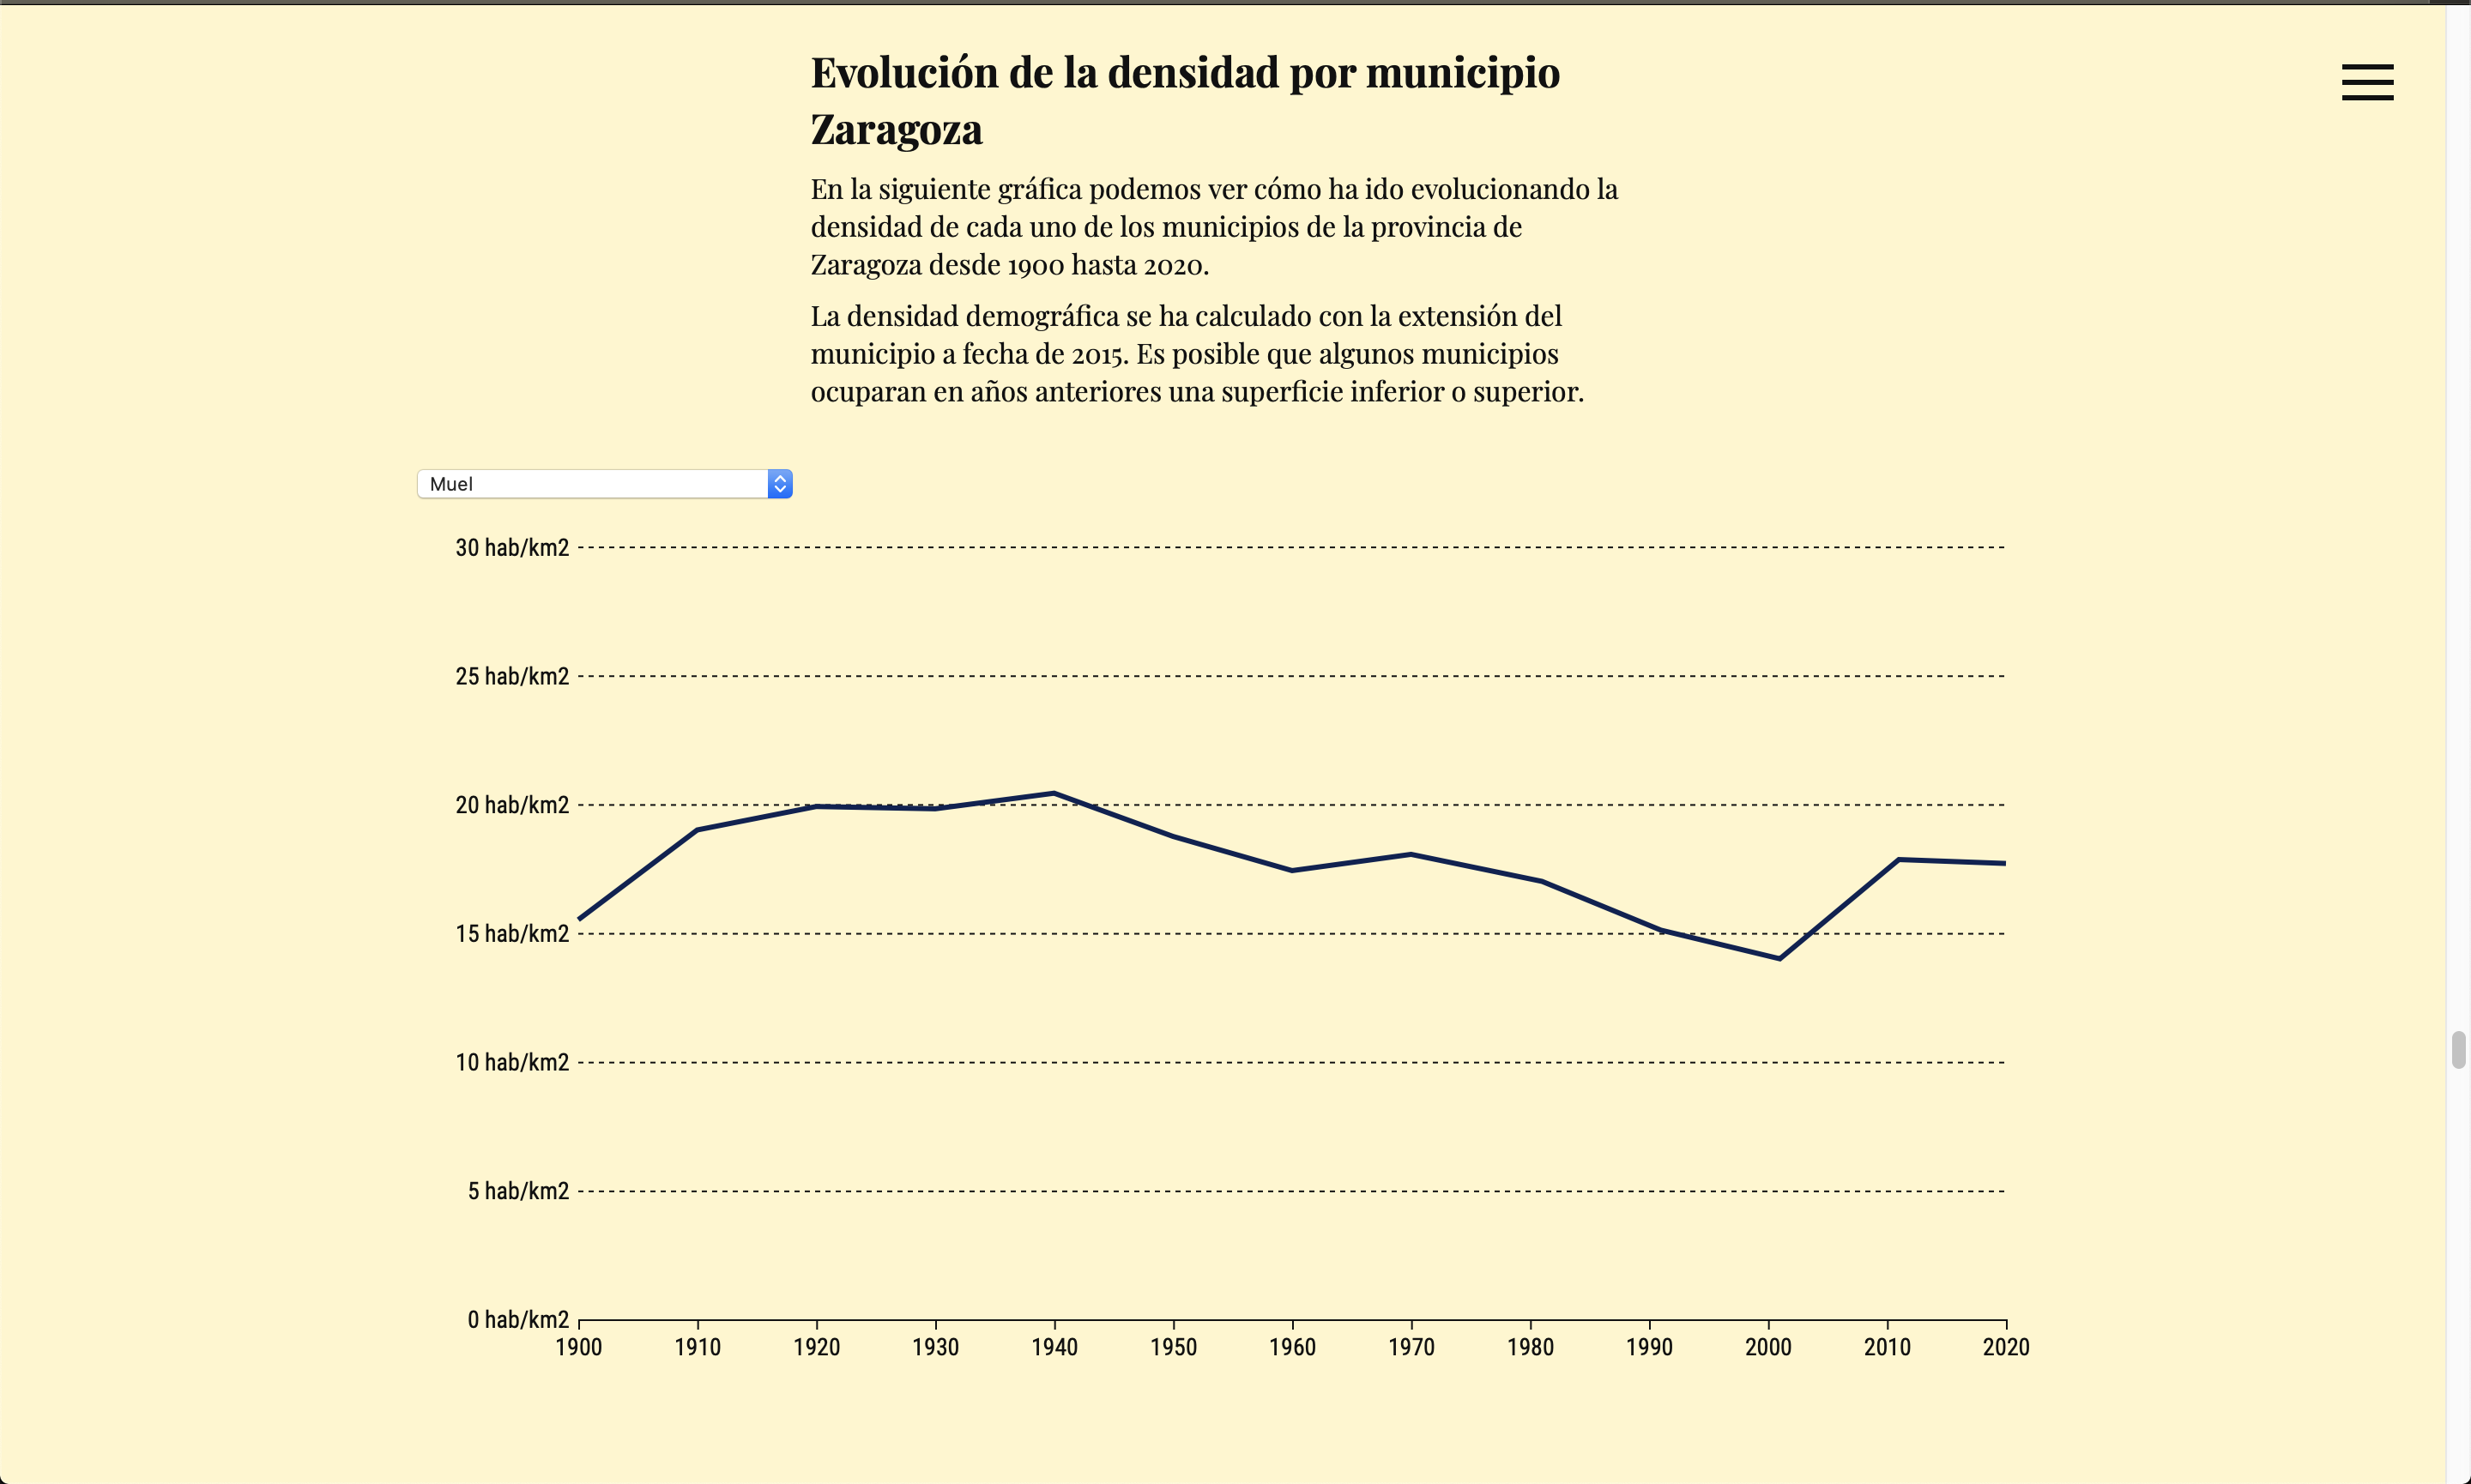 Evolución de la densidad por municipio
Zaragoza
En la siguiente gráfica podemos ver cómo ha ido evolucionando la
densidad de cada uno de los municipios de la provincia de
Zaragoza desde 1900 hasta 2020.
La densidad demográfica se ha calculado con la extensión del
municipio a fecha de 2015. Es posible que algunos municipios
ocuparan en años anteriores una superficie inferior o superior.
Muel
30 hab/km2
25 hab/km2
20 hab/km2
15 hab/km2
10 hab/km2
5 hab/km2
0 hab/km2
1900 1910 1920 1930 1940 1950 1960 1970 1980 1990 2000 2010 2020